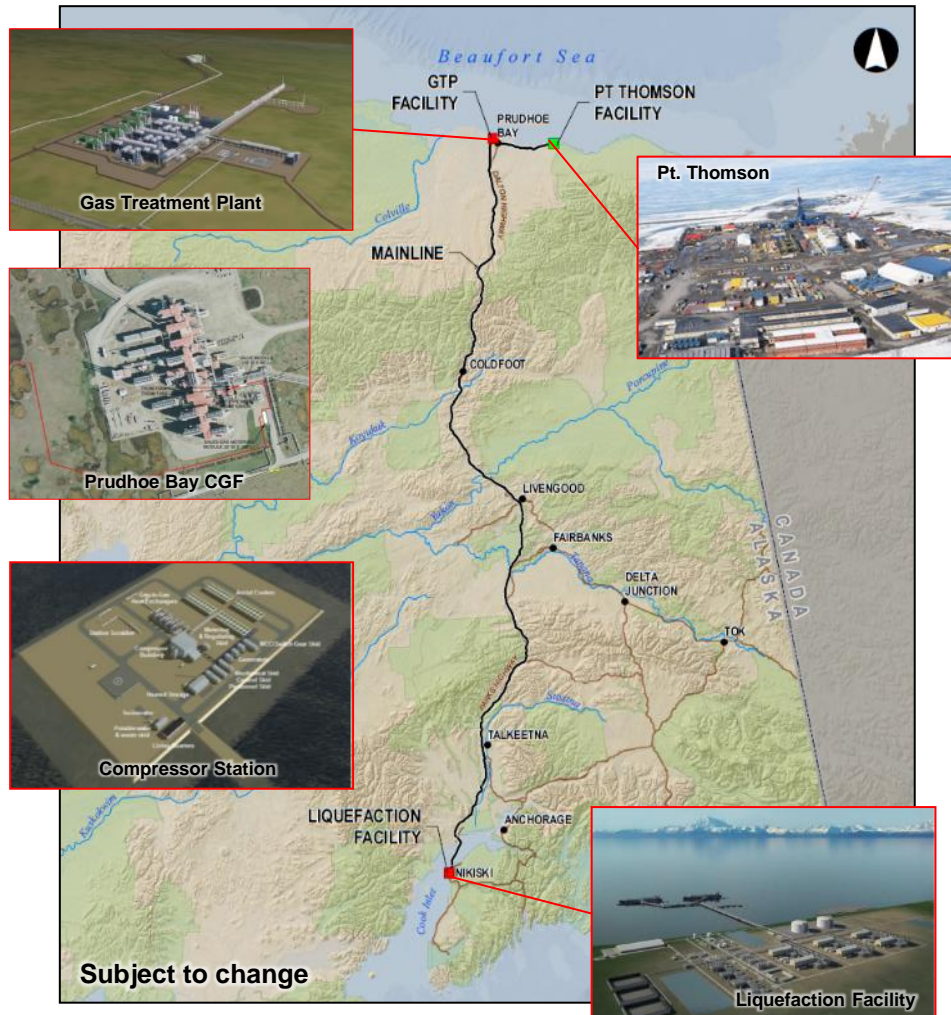 Beaufort Sea
GTP
FACILITY
PT THOMSON
FACILITY
PRUDHOE
BAY
Gas Treatment Plant
Pt. Thomson
Colville
DALTON HIGHWAY
MAINLINE
COLDFOOT
Porcupine
Koyukuk
Prudhoe Bay CGF
LIVENGOOD
Yukon
FAIRBANKS
Tanana
DELTA
JUNCTION
CANADA
ALASKA
TOK
Compressor Station
Susitna
TALKEETNA
Kuskokwim
LIQUEFACTION
FACILITY
ANCHORAGE
NIKISKI
Cook Inlet
Subject to change
Liquefaction Facility